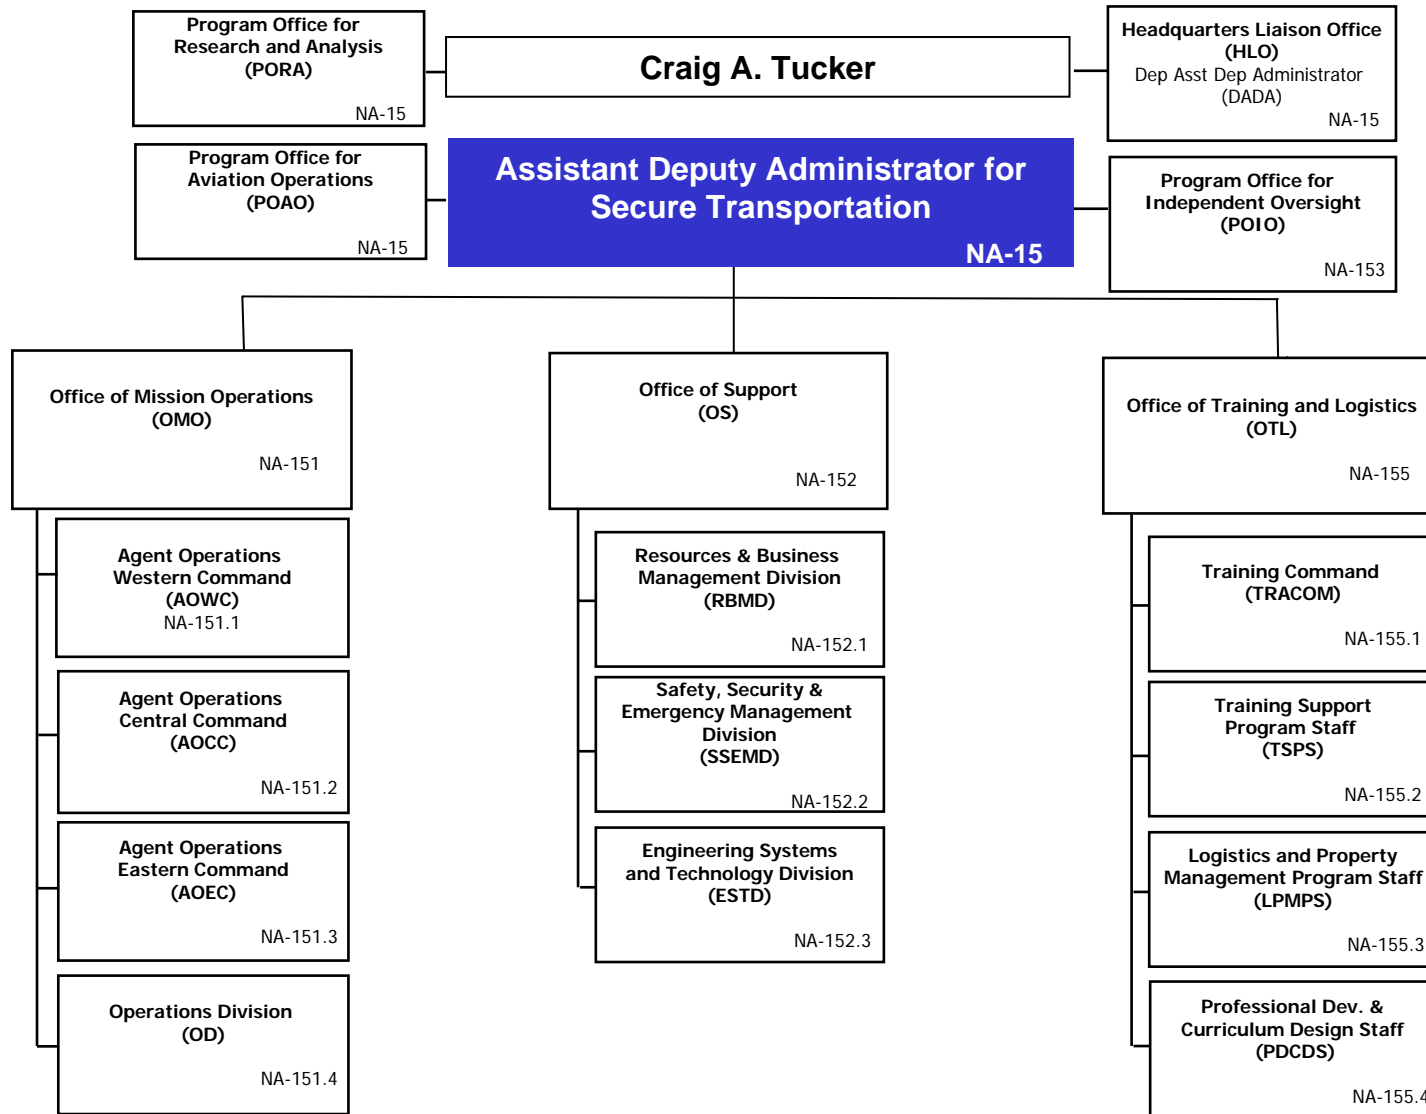 Program Office for
Research and Analysis
(PORA)
NA-15
Craig A. Tucker
Headquarters Liaison Office
(HLO)
Dep Asst Dep Administrator
(DADA)
NA-15
Program Office for
Aviation Operations
(POAO)
NA-15
Assistant Deputy Administrator for
Secure Transportation
NA-15
Program Office for
Independent Oversight
(POIO)
NA-153
Office of Mission Operations
(OMO)
NA-151
Office of Support
(OS)
NA-152
Office of Training and Logistics
(OTL)
NA-155
Agent Operations
Western Command
(AOWC)
NA-151.1
Agent Operations
Central Command
(AOCC)
NA-151.2
Agent Operations
Eastern Command
(AOEC)
NA-151.3
Operations Division
(OD)
NA-151.4
Resources & Business
Management Division
(RBMD)
NA-152.1
Safety, Security &
Emergency Management
Division
(SSEMD)
NA-152.2
Engineering Systems
and Technology Division
(ESTD)
NA-152.3
Training Command
(TRACOM)
NA-155.1
Training Support
Program Staff
(TSPS)
NA-155.2
Logistics and Property
Management Program Staff
(LPMPS)
NA-155.3
Professional Dev. &
Curriculum Design Staff
(PDCDS)
NA-155.4